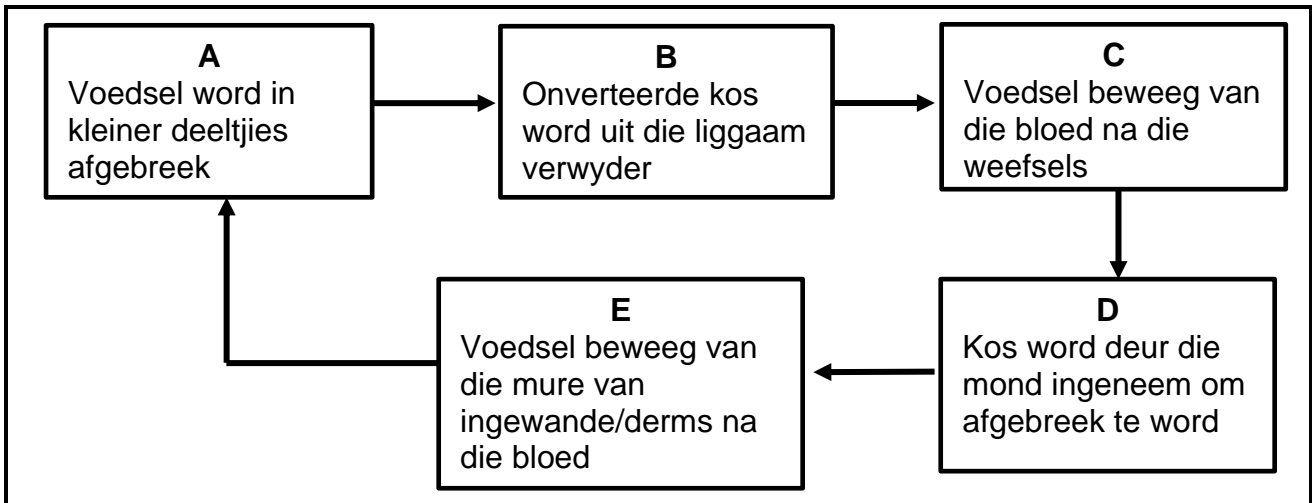 A
Voedsel word in
kleiner deeltjies
afgebreek
B
Onverteerde kos
word uit die liggaam
verwyder
C
Voedsel beweeg van
die bloed na die
weefsels
E
Voedsel beweeg van
die mure van
ingewande/derms na
die bloed
D
Kos word deur die
mond ingeneem om
afgebreek te word